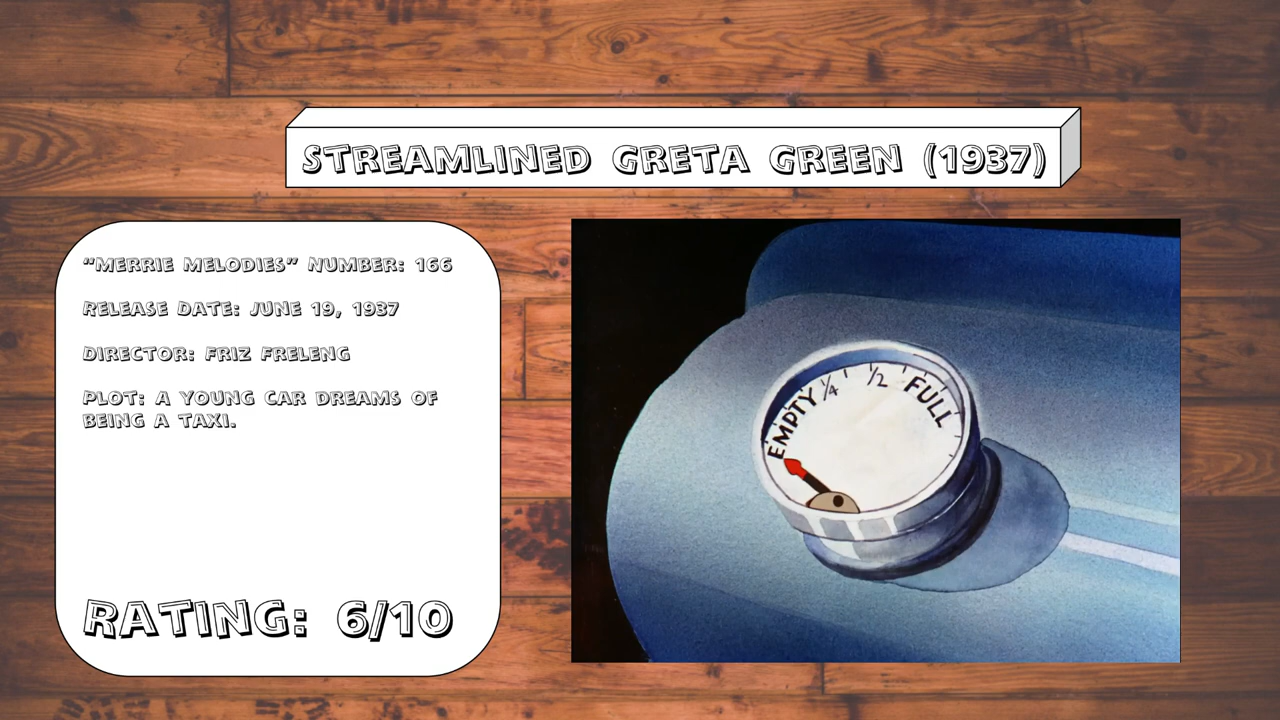 STREAMLINED GRETA GREEN (1937)
"MERRIE MELODIES" NUMBER: 166
RELEASE DATE: JUNE 19, 1937
DIRECTOR: FRIZ FRELENG
PLOT: A YOUNG CAR DREAMS OF
BEING A TAXI.
RATING: 6/10
EMPTY 1/4 1/2 FULL